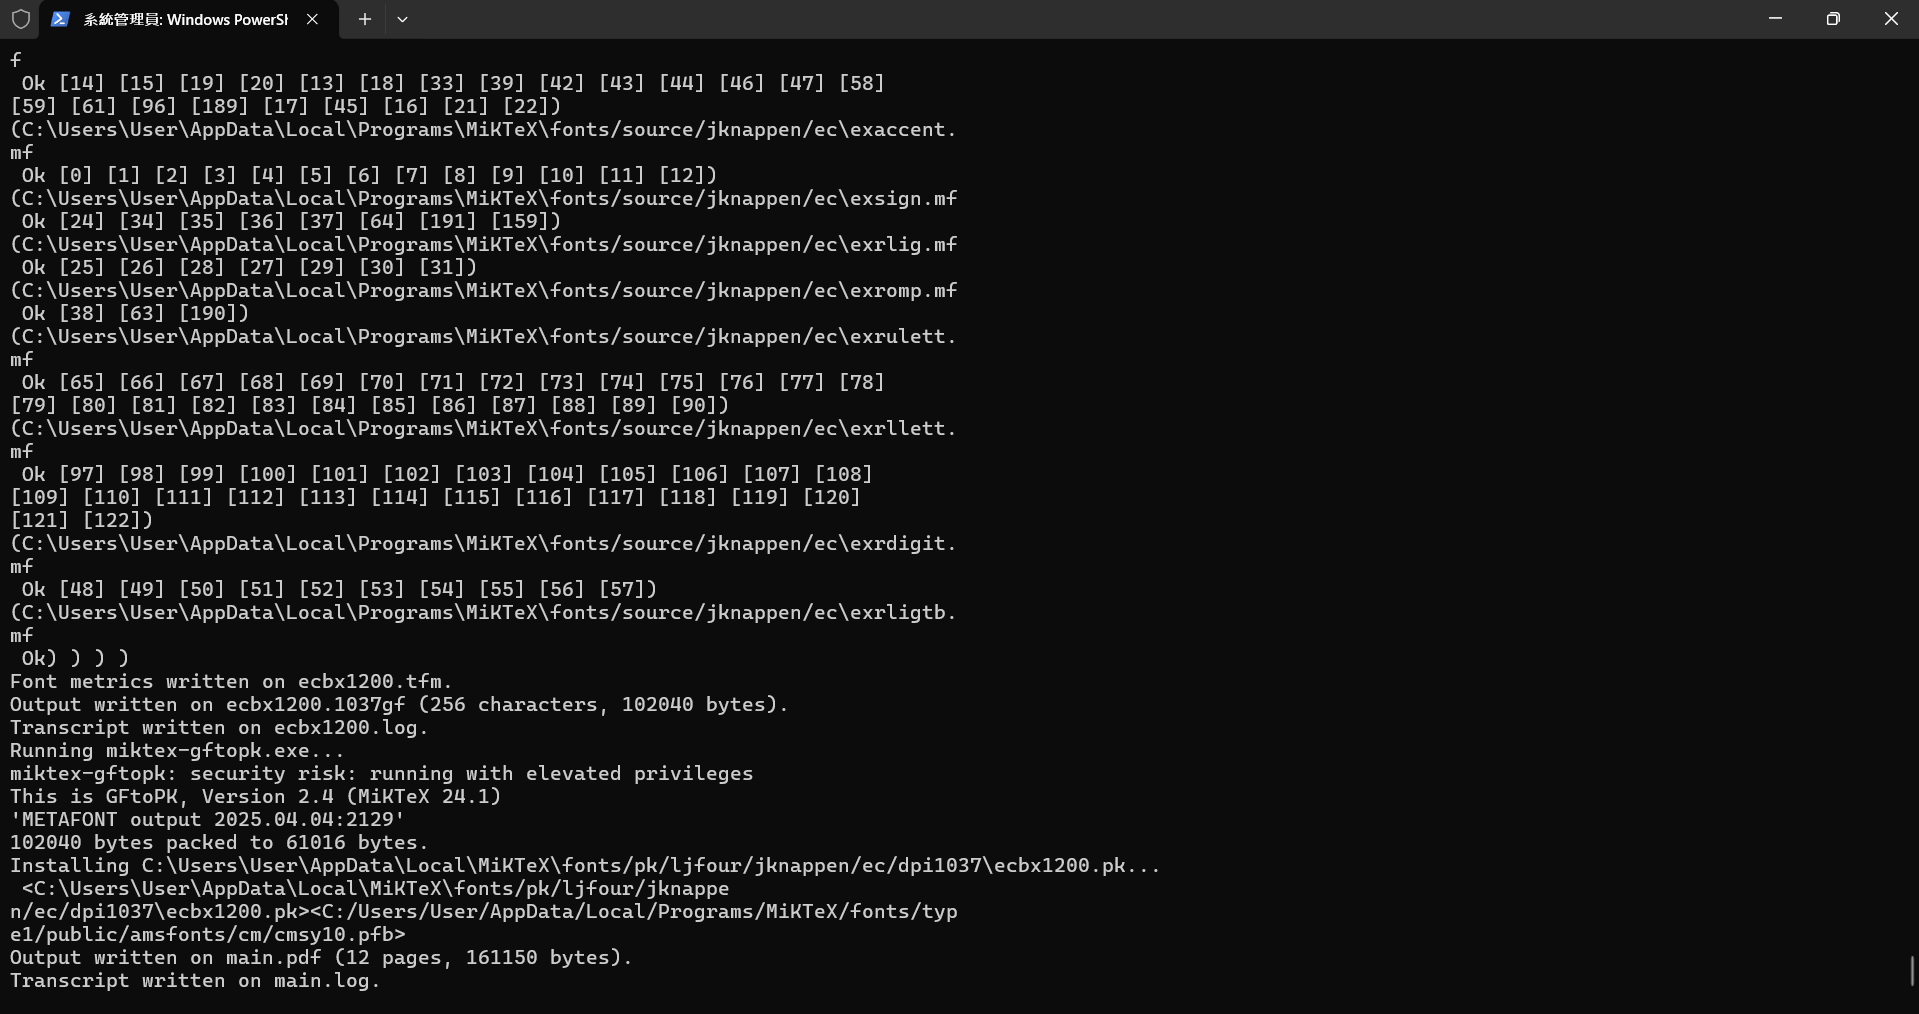 系統管理員: Windows PowerSh
f
 Ok [14] [15] [19] [20] [13] [18] [33] [39] [42] [43] [44] [46] [47] [58]
[59] [61] [96] [189] [17] [45] [16] [21] [22])
(C:\Users\User\AppData\Local\Programs\MiKTeX\fonts/source/jknappen/ec\exaccent.
mf
 Ok [0] [1] [2] [3] [4] [5] [6] [7] [8] [9] [10] [11] [12])
(C:\Users\User\AppData\Local\Programs\MiKTeX\fonts/source/jknappen/ec\exsign.mf
 Ok [24] [34] [35] [36] [37] [64] [191] [159])
(C:\Users\User\AppData\Local\Programs\MiKTeX\fonts/source/jknappen/ec\exrlig.mf
 Ok [25] [26] [28] [27] [29] [30] [31])
(C:\Users\User\AppData\Local\Programs\MiKTeX\fonts/source/jknappen/ec\exromp.mf
 Ok [38] [63] [190])
(C:\Users\User\AppData\Local\Programs\MiKTeX\fonts/source/jknappen/ec\exrulett.
mf
 Ok [65] [66] [67] [68] [69] [70] [71] [72] [73] [74] [75] [76] [77] [78]
[79] [80] [81] [82] [83] [84] [85] [86] [87] [88] [89] [90])
(C:\Users\User\AppData\Local\Programs\MiKTeX\fonts/source/jknappen/ec\exrllett.
mf
 Ok [97] [98] [99] [100] [101] [102] [103] [104] [105] [106] [107] [108]
[109] [110] [111] [112] [113] [114] [115] [116] [117] [118] [119] [120]
[121] [122])
(C:\Users\User\AppData\Local\Programs\MiKTeX\fonts/source/jknappen/ec\exrdigit.
mf
 Ok [48] [49] [50] [51] [52] [53] [54] [55] [56] [57])
(C:\Users\User\AppData\Local\Programs\MiKTeX\fonts/source/jknappen/ec\exrligtb.
mf
 Ok) ) ) )
Font metrics written on ecbx1200.tfm.
Output written on ecbx1200.1037gf (256 characters, 102040 bytes).
Transcript written on ecbx1200.log.
Running miktex-gftopk.exe...
miktex-gftopk: security risk: running with elevated privileges
This is GFtoPK, Version 2.4 (MiKTeX 24.1)
'METAFONT output 2025.04.04:2129'
102040 bytes packed to 61016 bytes.
Installing C:\Users\User\AppData\Local\MiKTeX\fonts/pk/ljfour/jknappen/ec/dpi1037\ecbx1200.pk...
 <C:\Users\User\AppData\Local\MiKTeX\fonts/pk/ljfour/jknappe
n/ec/dpi1037\ecbx1200.pk><C:/Users/User/AppData/Local/Programs/MiKTeX/fonts/typ
e1/public/amsfonts/cm/cmsy10.pfb>
Output written on main.pdf (12 pages, 161150 bytes).
Transcript written on main.log.